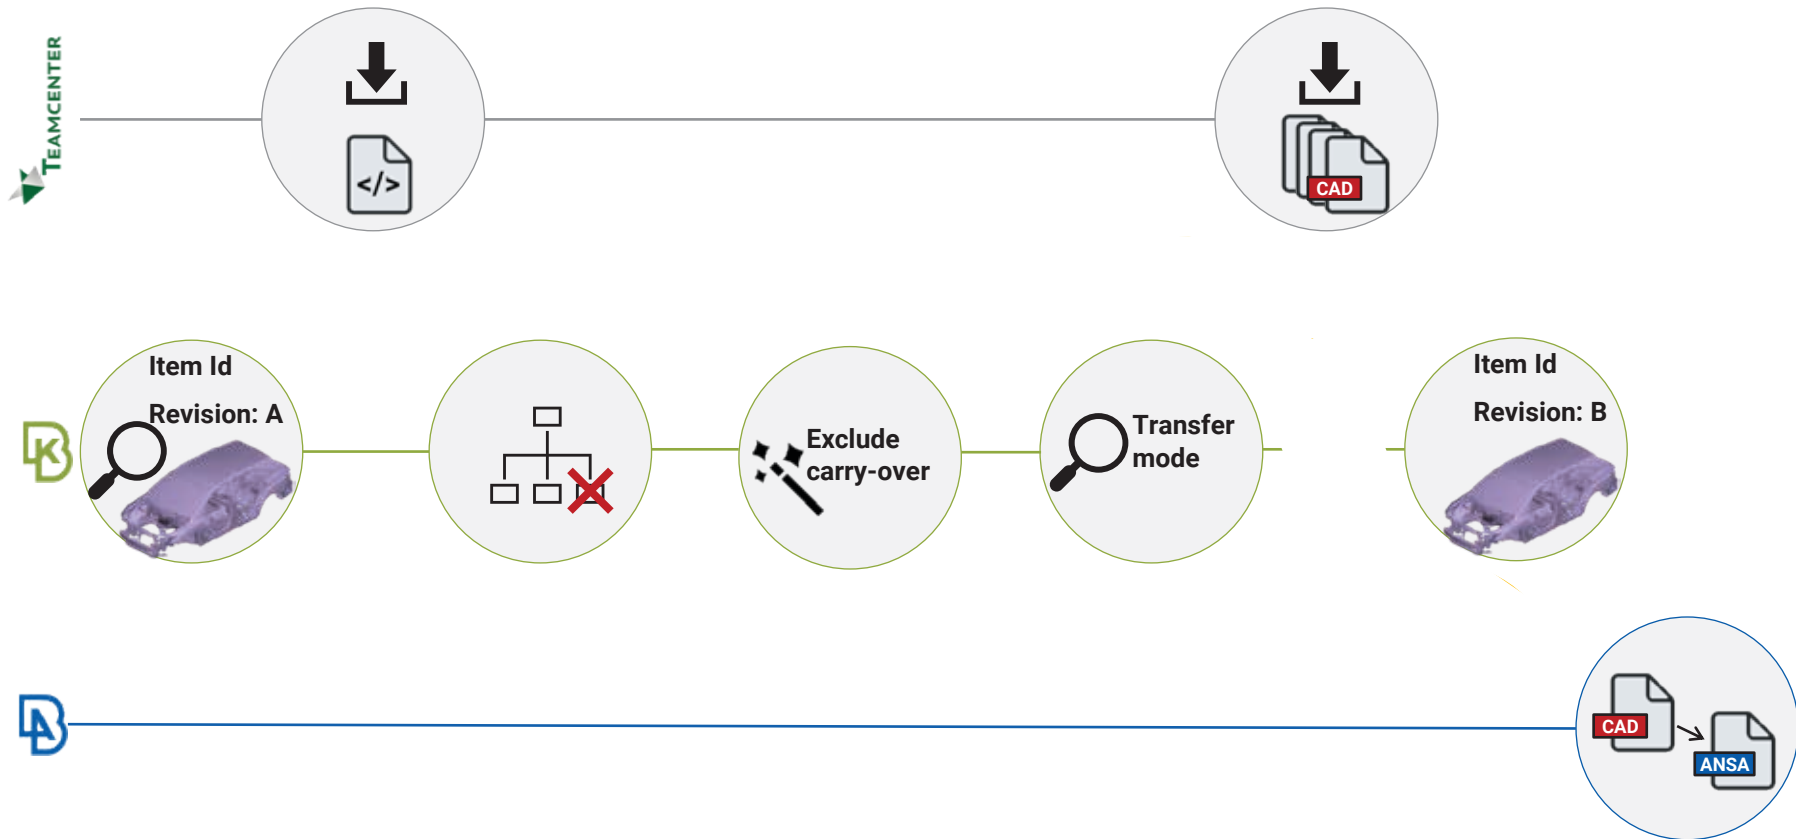 TEAMCENTER
</>
CAD
Item Id
Revision: A
Exclude
carry-over
Transfer
mode
Item Id
Revision: B
K
A
CAD
ANSA